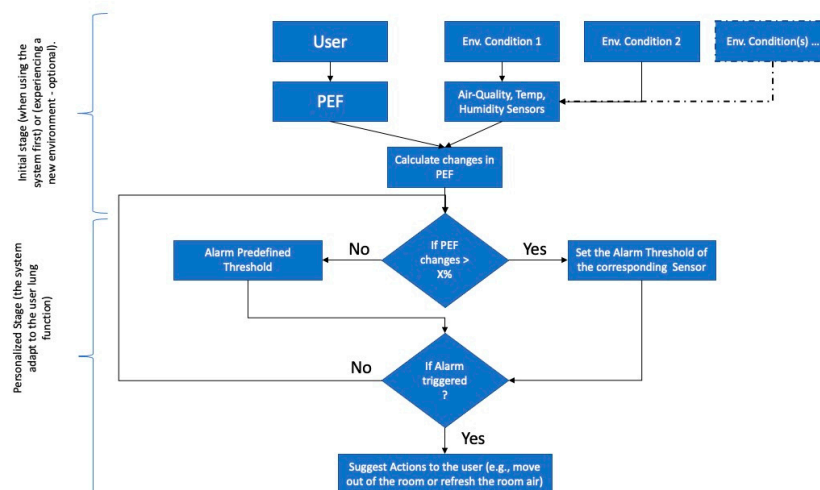 User
Env. Condition 1
Env. Condition 2
Env. Condition(s) ...
PEF
Air-Quality, Temp,
Humidity Sensors
Calculate changes in
PEF
Initial stage (when using the
system first) or (experiencing a
new environment - optional).
If PEF
changes >
X%
No
Yes
Alarm Predefined
Threshold
Set the Alarm Threshold of
the corresponding Sensor
Personalized Stage (the system
adapt to the user lung
function)
If Alarm
triggered
?
No
Yes
Suggest Actions to the user (e.g., move
out of the room or refresh the room air)